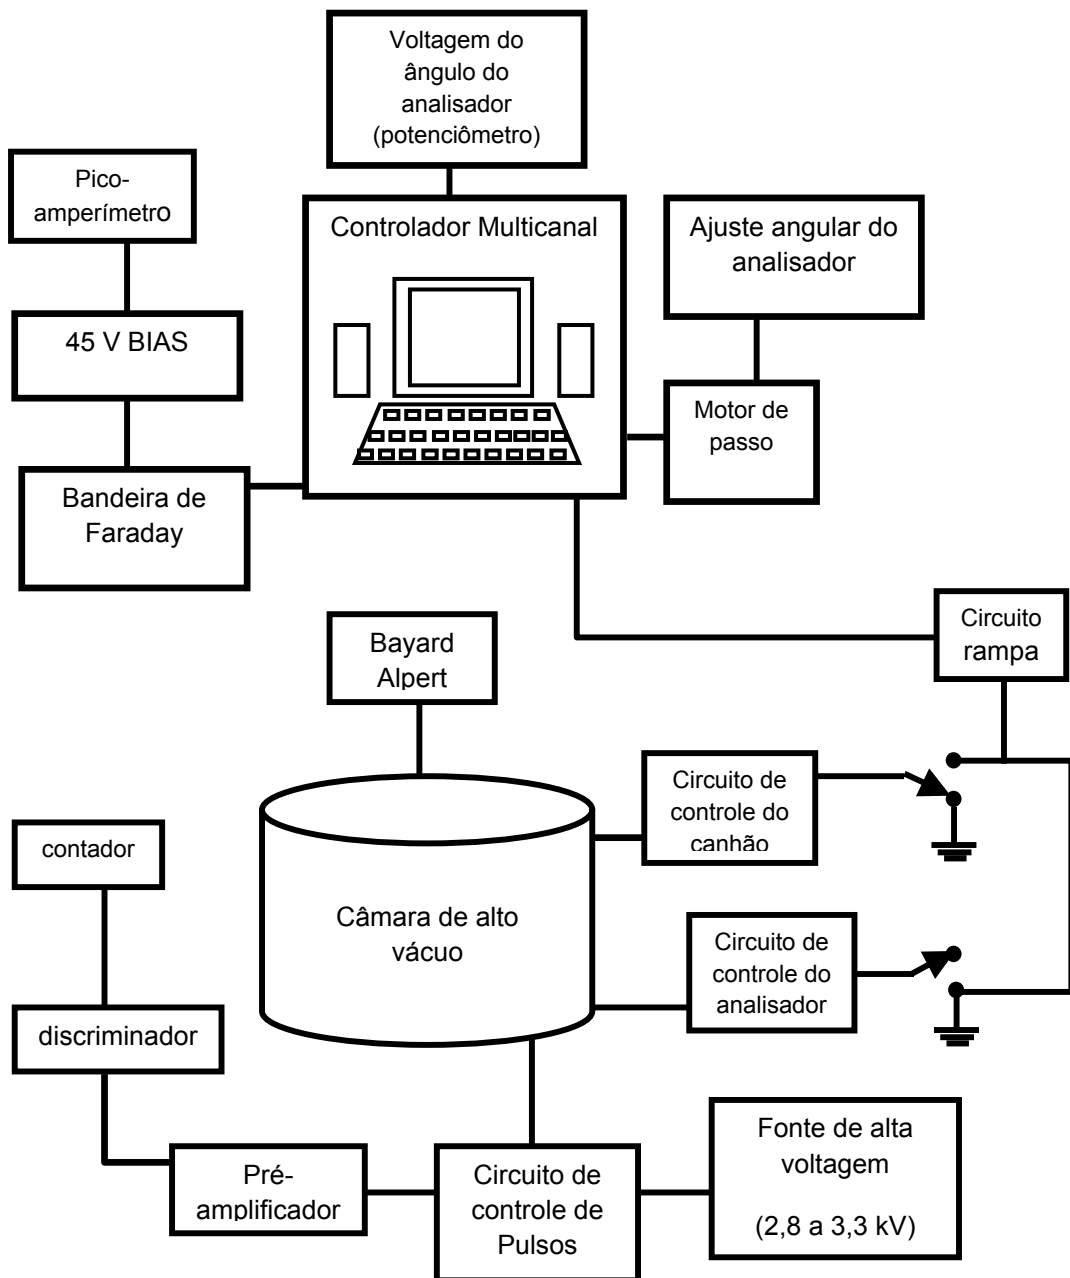 Voltagem do
ângulo do
analisador
(potenciômetro)
Pico-
amperímetro
Controlador Multicanal
Ajuste angular do
analisador
45 V BIAS
Motor de
passo
Bandeira de
Faraday
Circuito
rampa
Bayard
Alpert
Circuito de
controle do
canhão
contador
Câmara de alto
vácuo
Circuito de
controle do
analisador
discriminador
Fonte de alta
voltagem
(2,8 a 3,3 kV)
Pré-
amplificador
Circuito de
controle de
Pulsos